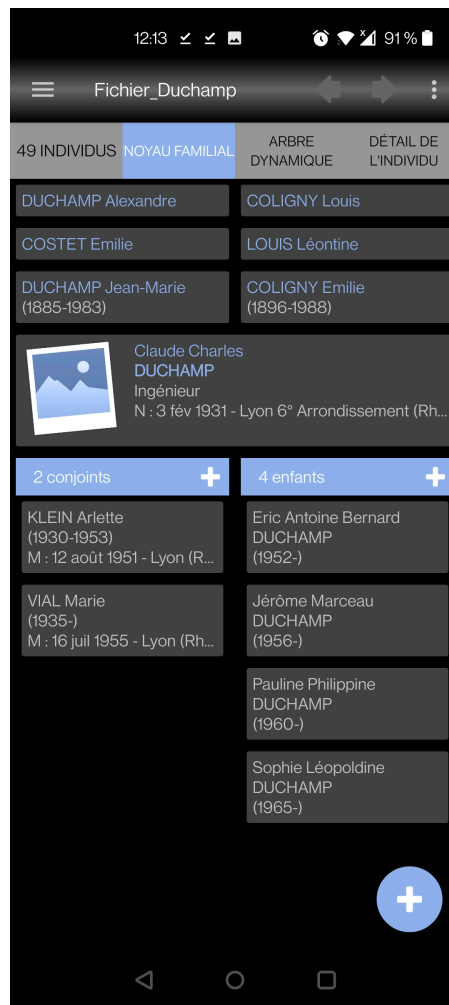 12:13
91 %
Fichier_Duchamp
49 INDIVIDUS
NOYAU FAMILIAL
ARBRE
DYNAMIQUE
DÉTAIL DE
L'INDIVIDU
DUCHAMP Alexandre
COLIGNY Louis
COSTET Emilie
LOUIS Léontine
DUCHAMP Jean-Marie
(1885-1983)
COLIGNY Emilie
(1896-1988)
Claude Charles
DUCHAMP
Ingénieur
N : 3 fév 1931 - Lyon 6° Arrondissement (Rh...
2 conjoints
KLEIN Arlette
(1930-1953)
M : 12 août 1951 - Lyon (R...
VIAL Marie
(1935-)
M : 16 juil 1955 - Lyon (Rh...
4 enfants
Eric Antoine Bernard
DUCHAMP
(1952-)
Jérôme Marceau
DUCHAMP
(1956-)
Pauline Philippine
DUCHAMP
(1960-)
Sophie Léopoldine
DUCHAMP
(1965-)